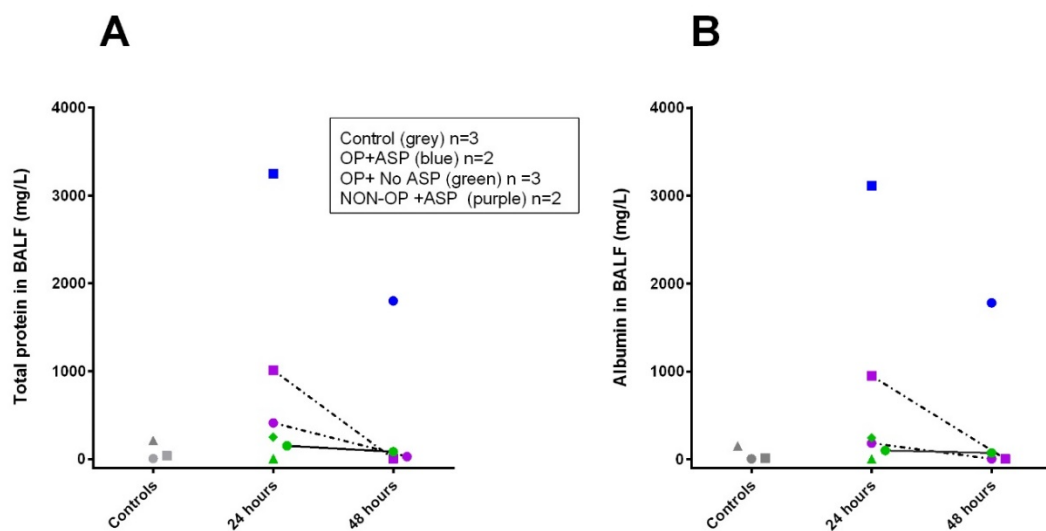 A
Total protein in BALF (mg/L)
4000
3000
2000
1000
0
Controls
24 hours
48 hours
Control (grey) n=3
OP+ASP (blue) n=2
OP+ No ASP (green) n =3
NON-OP +ASP (purple) n=2
B
Albumin in BALF (mg/L)
4000
3000
2000
1000
0
Controls
24 hours
48 hours